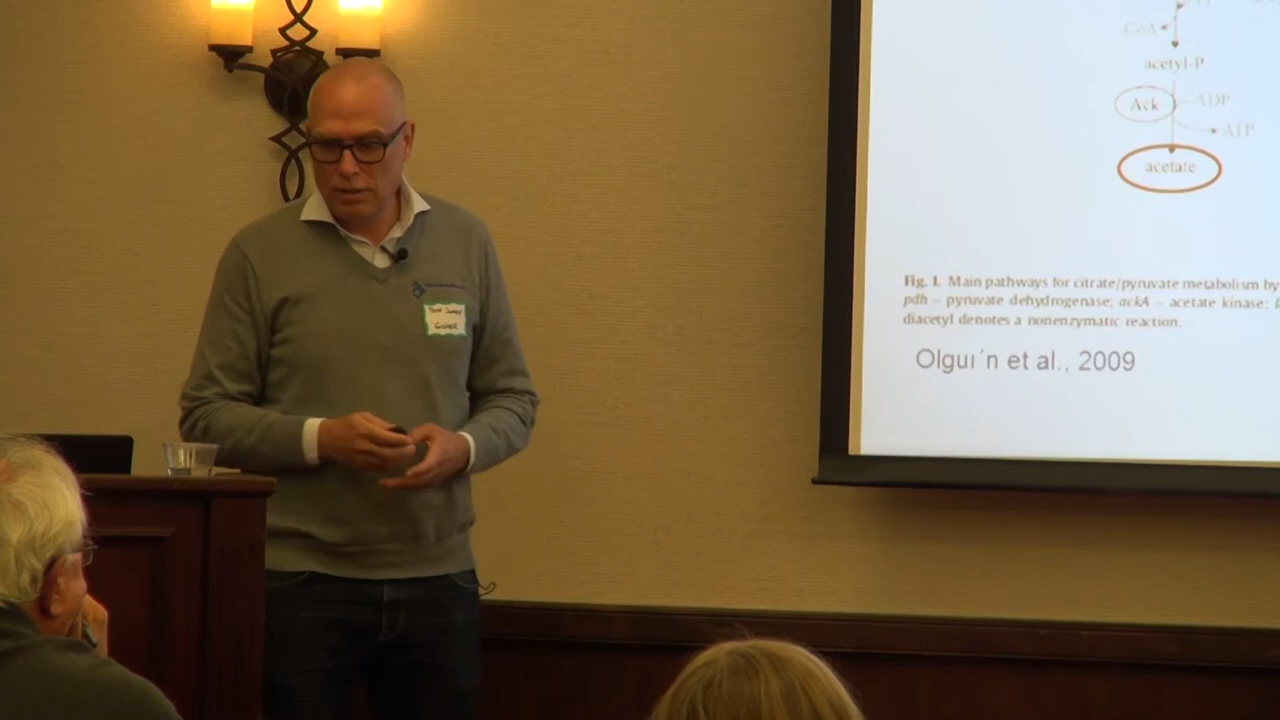 CoA
acetyl-P
Ack
ADP
ATP
acetate
Fig. 1. Main pathways for citrate/pyruvate metabolism by
pdh – pyruvate dehydrogenase; ackA – acetate kinase;
diacetyl denotes a nonenzymatic reaction.
Olguı´n et al., 2009